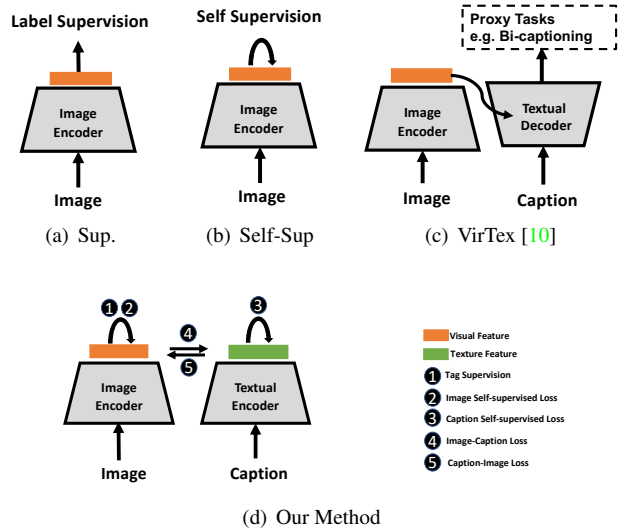 Label Supervision
Image
Encoder
Image
(a) Sup.
Self Supervision
Image
Encoder
Image
(b) Self-Sup
Proxy Tasks
e.g. Bi-captioning
Image
Encoder
Textual
Decoder
Image
Caption
(c) VirTex [10]
1 2
3
4
5
Image
Encoder
Textual
Encoder
Image
Caption
Visual Feature
Texture Feature
1 Tag Supervision
2 Image Self-supervised Loss
3 Caption Self-supervised Loss
4 Image-Caption Loss
5 Caption-Image Loss
(d) Our Method